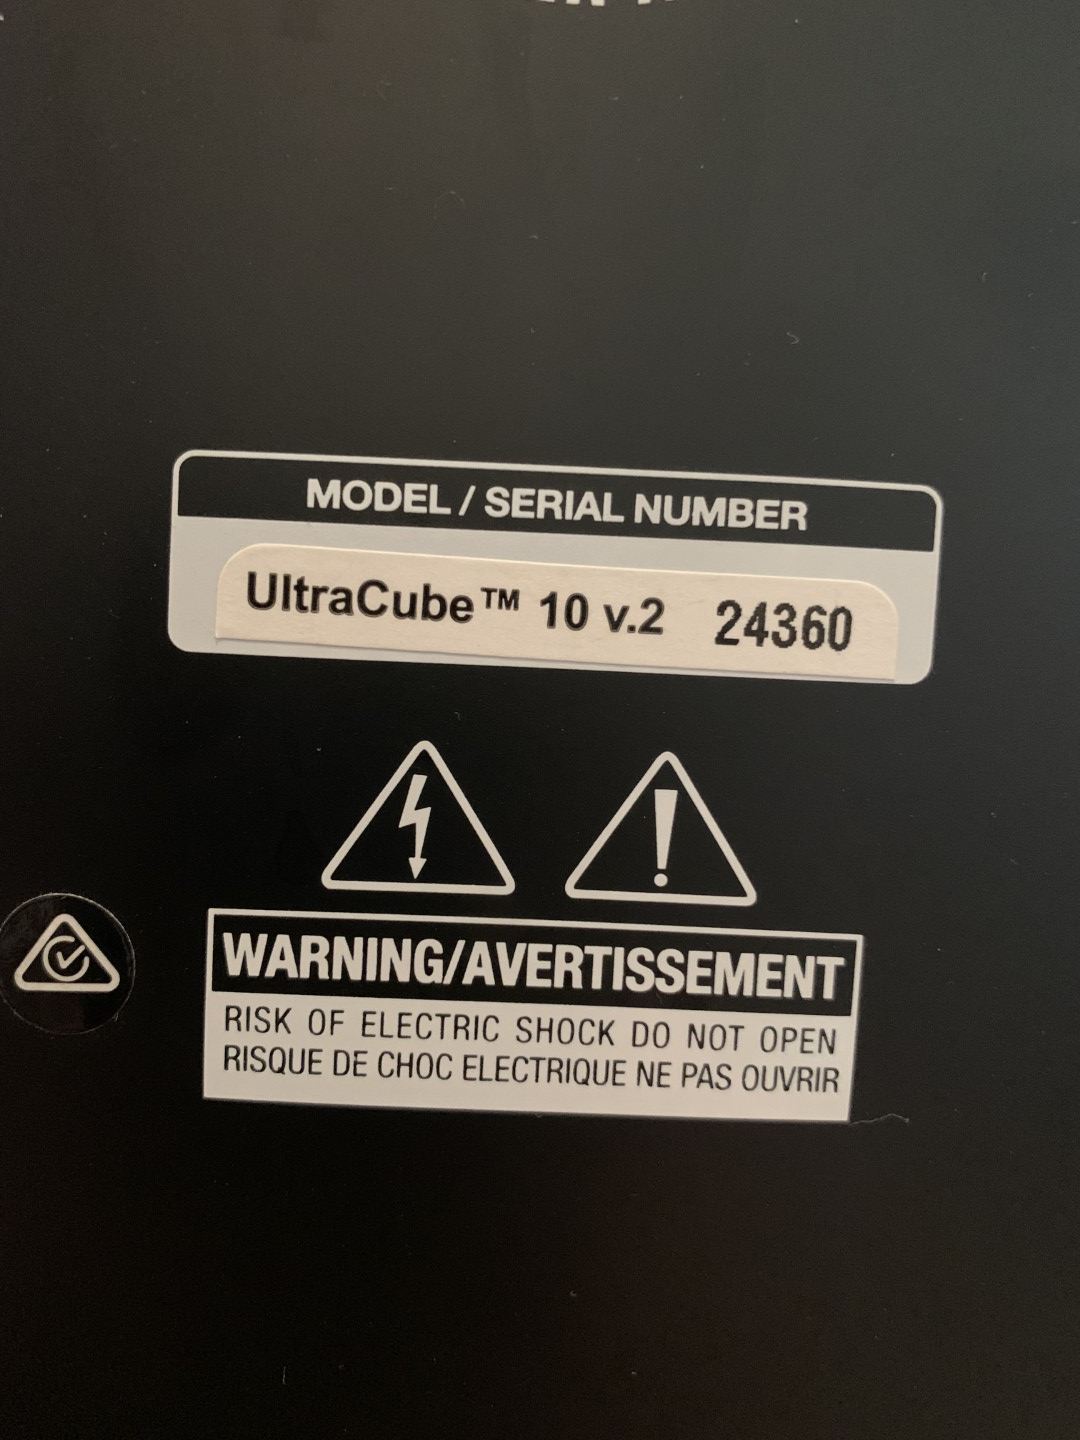 MODEL / SERIAL NUMBER
UltraCube™ 10 v.2 24360
WARNING/AVERTISSEMENT
RISK OF ELECTRIC SHOCK DO NOT OPEN
RISQUE DE CHOC ELECTRIQUE NE PAS OUVRIR